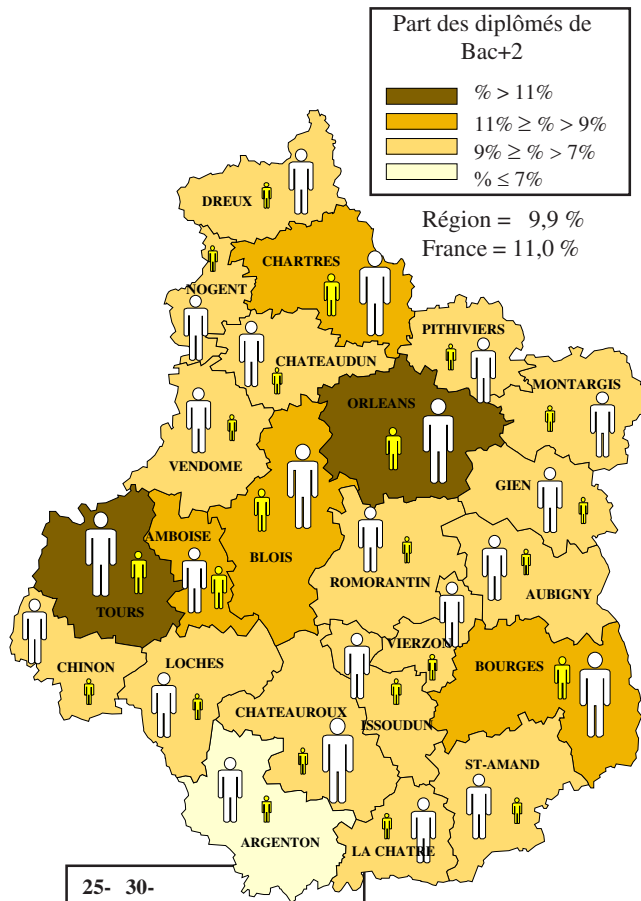 Part des diplômés de
Bac+2
% > 11%
11% ≥ % > 9%
9% ≥ % > 7%
% ≤ 7%
Région = 9,9 %
France = 11,0 %
DREUX
CHARTRES
NOGENT
PITHIVIERS
CHATEAUDUN
MONTARGIS
ORLEANS
VENDOME
GIEN
AMBOISE
BLOIS
ROMORANTIN
AUBIGNY
TOURS
VIERZON
LOCHES
CHINON
BOURGES
CHATEAUROUX
ISSOUDUN
ST-AMAND
ARGENTON
LA CHATRE
25- 30-